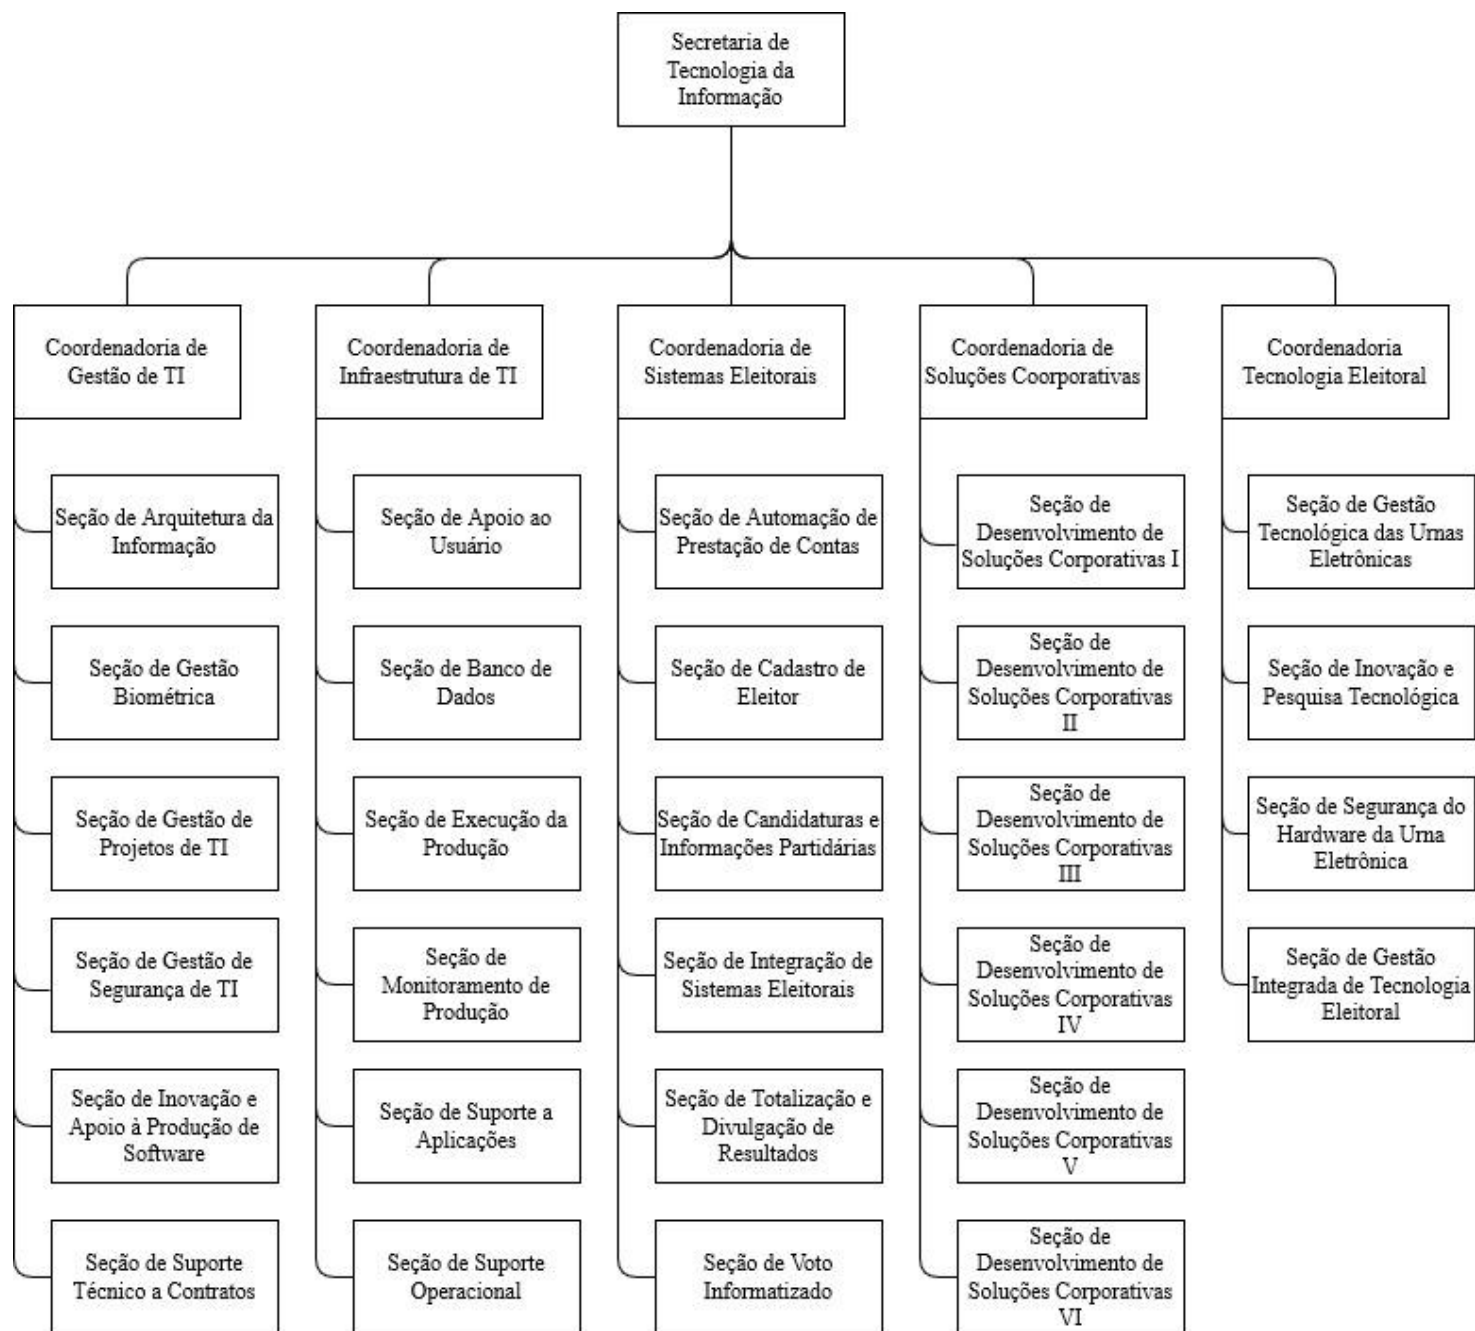 Secretaria de
Tecnologia da
Informação
Coordenadoria de
Gestão de TI
Coordenadoria de
Infraestrutura de TI
Coordenadoria de
Sistemas Eleitorais
Coordenadoria de
Soluções Coorporativas
Coordenadoria
Tecnologia Eleitoral
Seção de Arquitetura da
Informação
Seção de Gestão
Biométrica
Seção de Gestão de
Projetos de TI
Seção de Gestão de
Segurança de TI
Seção de Inovação e
Apoio à Produção de
Software
Seção de Suporte
Técnico a Contratos
Seção de Apoio ao
Usuário
Seção de Banco de
Dados
Seção de Execução da
Produção
Seção de
Monitoramento de
Produção
Seção de Suporte a
Aplicações
Seção de Suporte
Operacional
Seção de Automação de
Prestação de Contas
Seção de Cadastro de
Eleitor
Seção de Candidaturas e
Informações Partidárias
Seção de Integração de
Sistemas Eleitorais
Seção de Totalização e
Divulgação de
Resultados
Seção de Voto
Informatizado
Seção de
Desenvolvimento de
Soluções Corporativas I
Seção de
Desenvolvimento de
Soluções Corporativas
II
Seção de
Desenvolvimento de
Soluções Corporativas
III
Seção de
Desenvolvimento de
Soluções Corporativas
IV
Seção de
Desenvolvimento de
Soluções Corporativas
V
Seção de
Desenvolvimento de
Soluções Corporativas
VI
Seção de Gestão
Tecnológica das Urnas
Eletrônicas
Seção de Inovação e
Pesquisa Tecnológica
Seção de Segurança do
Hardware da Urna
Eletrônica
Seção de Gestão
Integrada de Tecnologia
Eleitoral